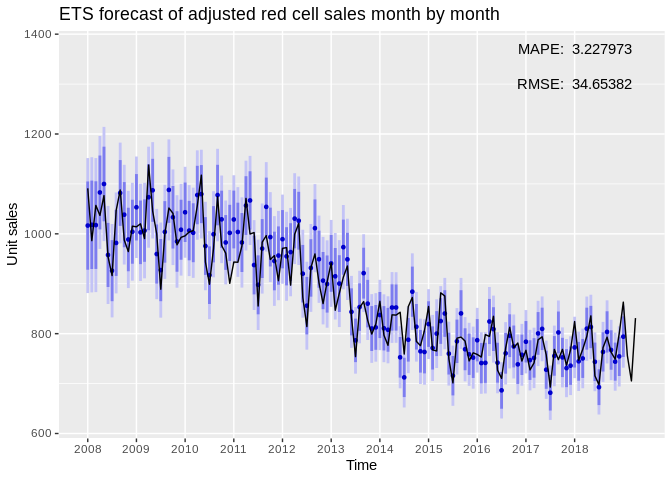 ETS forecast of adjusted red cell sales month by month
MAPE: 3.227973
RMSE: 34.65382
1400
1200
1000
800
600
Unit sales
2008 2009 2010 2011 2012 2013 2014 2015 2016 2017 2018
Time